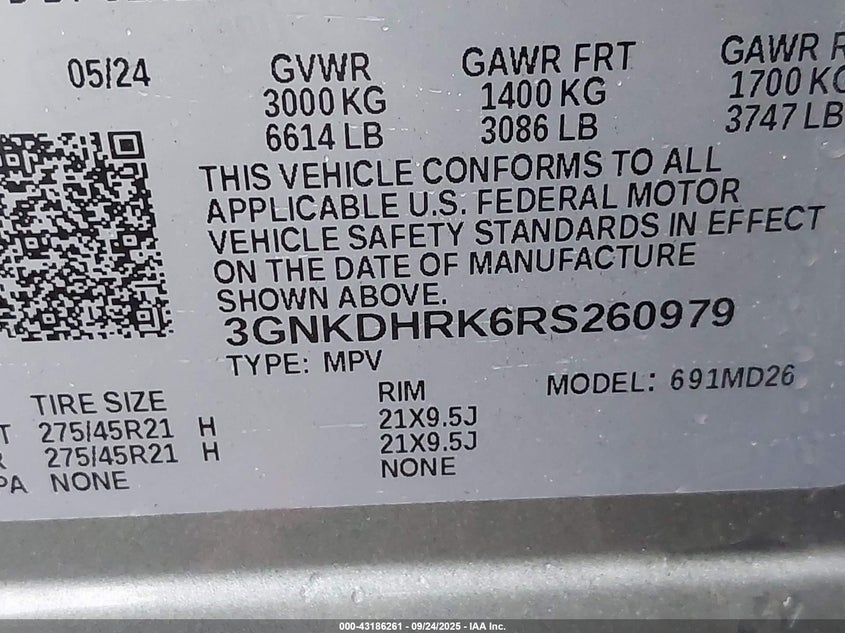 05/24
GVWR
3000 KG
6614 LB
GAWR FRT
1400 KG
3086 LB
GAWR R
1700 KG
3747 LB
THIS VEHICLE CONFORMS TO ALL
APPLICABLE U.S. FEDERAL MOTOR
VEHICLE SAFETY STANDARDS IN EFFECT
ON THE DATE OF MANUFACTURE
SHOWN ABOVE.
3GNKDHRK6RS260979
TYPE: MPV
MODEL: 691MD26
TIRE SIZE RIM
T 275/45R21 H 21X9.5J
R 275/45R21 H 21X9.5J
PA NONE NONE
000-43186261 - 09/24/2025 - IAA Inc.